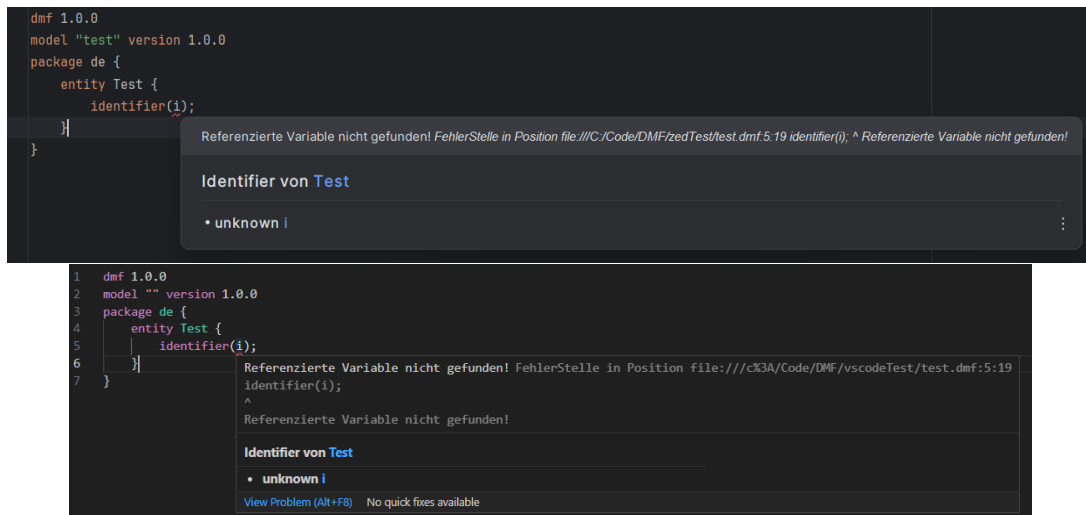 dmf 1.0.0
model "test" version 1.0.0
package de {
entity Test {
identifier(i);
}
Referenzierte Variable nicht gefunden! FehlerStelle in Position file:///C:/Code/DMF/zedTest/test.dmf:5:19 identifier(i); ^ Referenzierte Variable nicht gefunden!
}
Identifier von Test
• unknown i
1 dmf 1.0.0
2 model "" version 1.0.0
3 package de {
4 entity Test {
5 identifier(i);
6 }
7 }
Referenzierte Variable nicht gefunden! FehlerStelle in Position file:///c%3A/Code/DMF/vscodeTest/test.dmf:5:19
identifier(i);
^
Referenzierte Variable nicht gefunden!
Identifier von Test
• unknown i
View Problem (Alt+F8) No quick fixes available